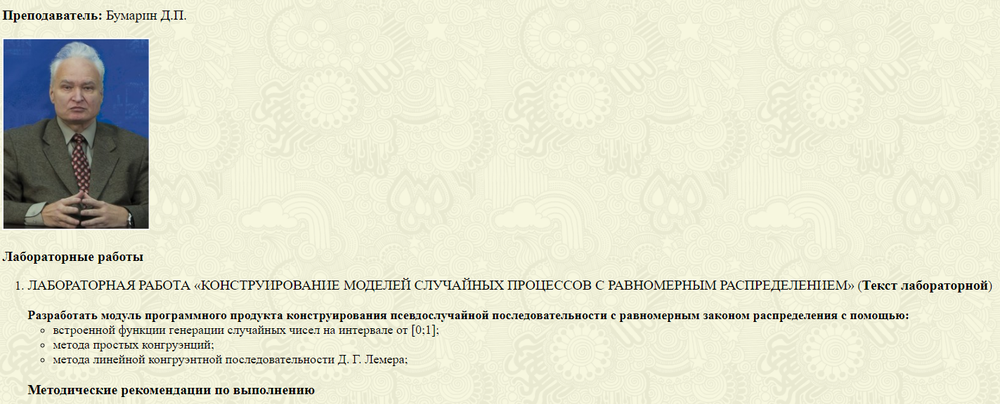 Преподаватель: Бумарин Д.П.
Лабораторные работы
1. ЛАБОРАТОРНАЯ РАБОТА «КОНСТРУИРОВАНИЕ МОДЕЛЕЙ СЛУЧАЙНЫХ ПРОЦЕССОВ С РАВНОМЕРНЫМ РАСПРЕДЕЛЕНИЕМ» (Текст лабораторной)
Разработать модуль программного продукта конструирования псевдослучайной последовательности с равномерным законом распределения с помощью:
встроенной функции генерации случайных чисел на интервале от [0;1];
метода простых конгруэнций;
метода линейной конгруэнтной последовательности Д. Г. Лемера;
Методические рекомендации по выполнению